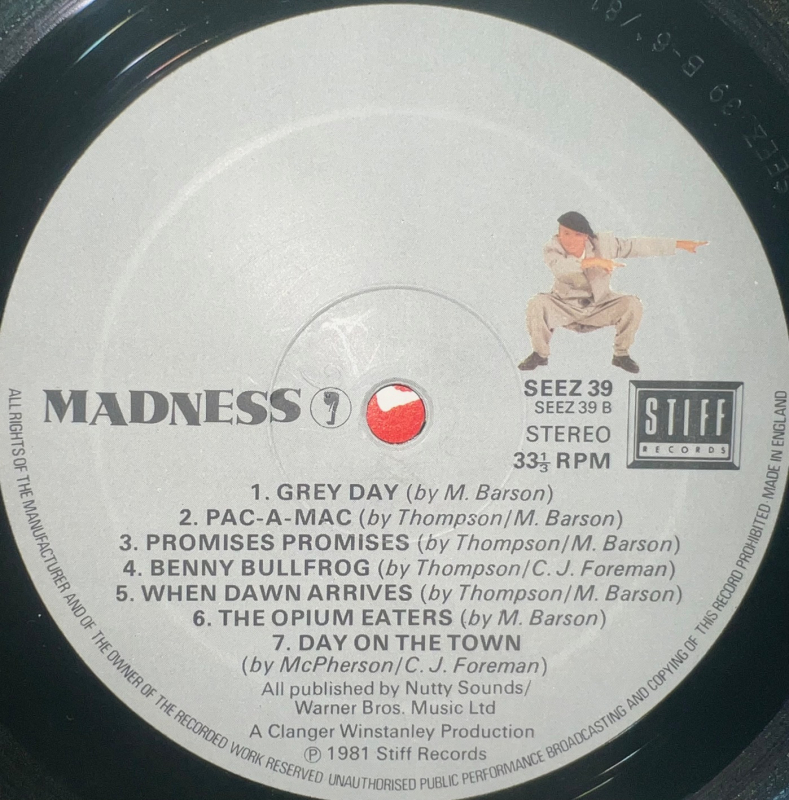 SEEZ 39 B-6 /81
MADNESS 7
SEEZ 39
SEEZ 39 B
STEREO
33⅓ RPM
STIFF
RECORDS
1. GREY DAY (by M. Barson)
2. PAC-A-MAC (by Thompson/M. Barson)
3. PROMISES PROMISES (by Thompson/M. Barson)
4. BENNY BULLFROG (by Thompson/C. J. Foreman)
5. WHEN DAWN ARRIVES (by Thompson/M. Barson)
6. THE OPIUM EATERS (by M. Barson)
7. DAY ON THE TOWN
(by McPherson/C. J. Foreman)
All published by Nutty Sounds/
Warner Bros. Music Ltd
A Clanger Winstanley Production
℗ 1981 Stiff Records
ALL RIGHTS OF THE MANUFACTURER AND OF THE OWNER OF THE RECORDED WORK RESERVED UNAUTHORISED PUBLIC PERFORMANCE BROADCASTING AND COPYING OF THIS RECORD PROHIBITED · MADE IN ENGLAND